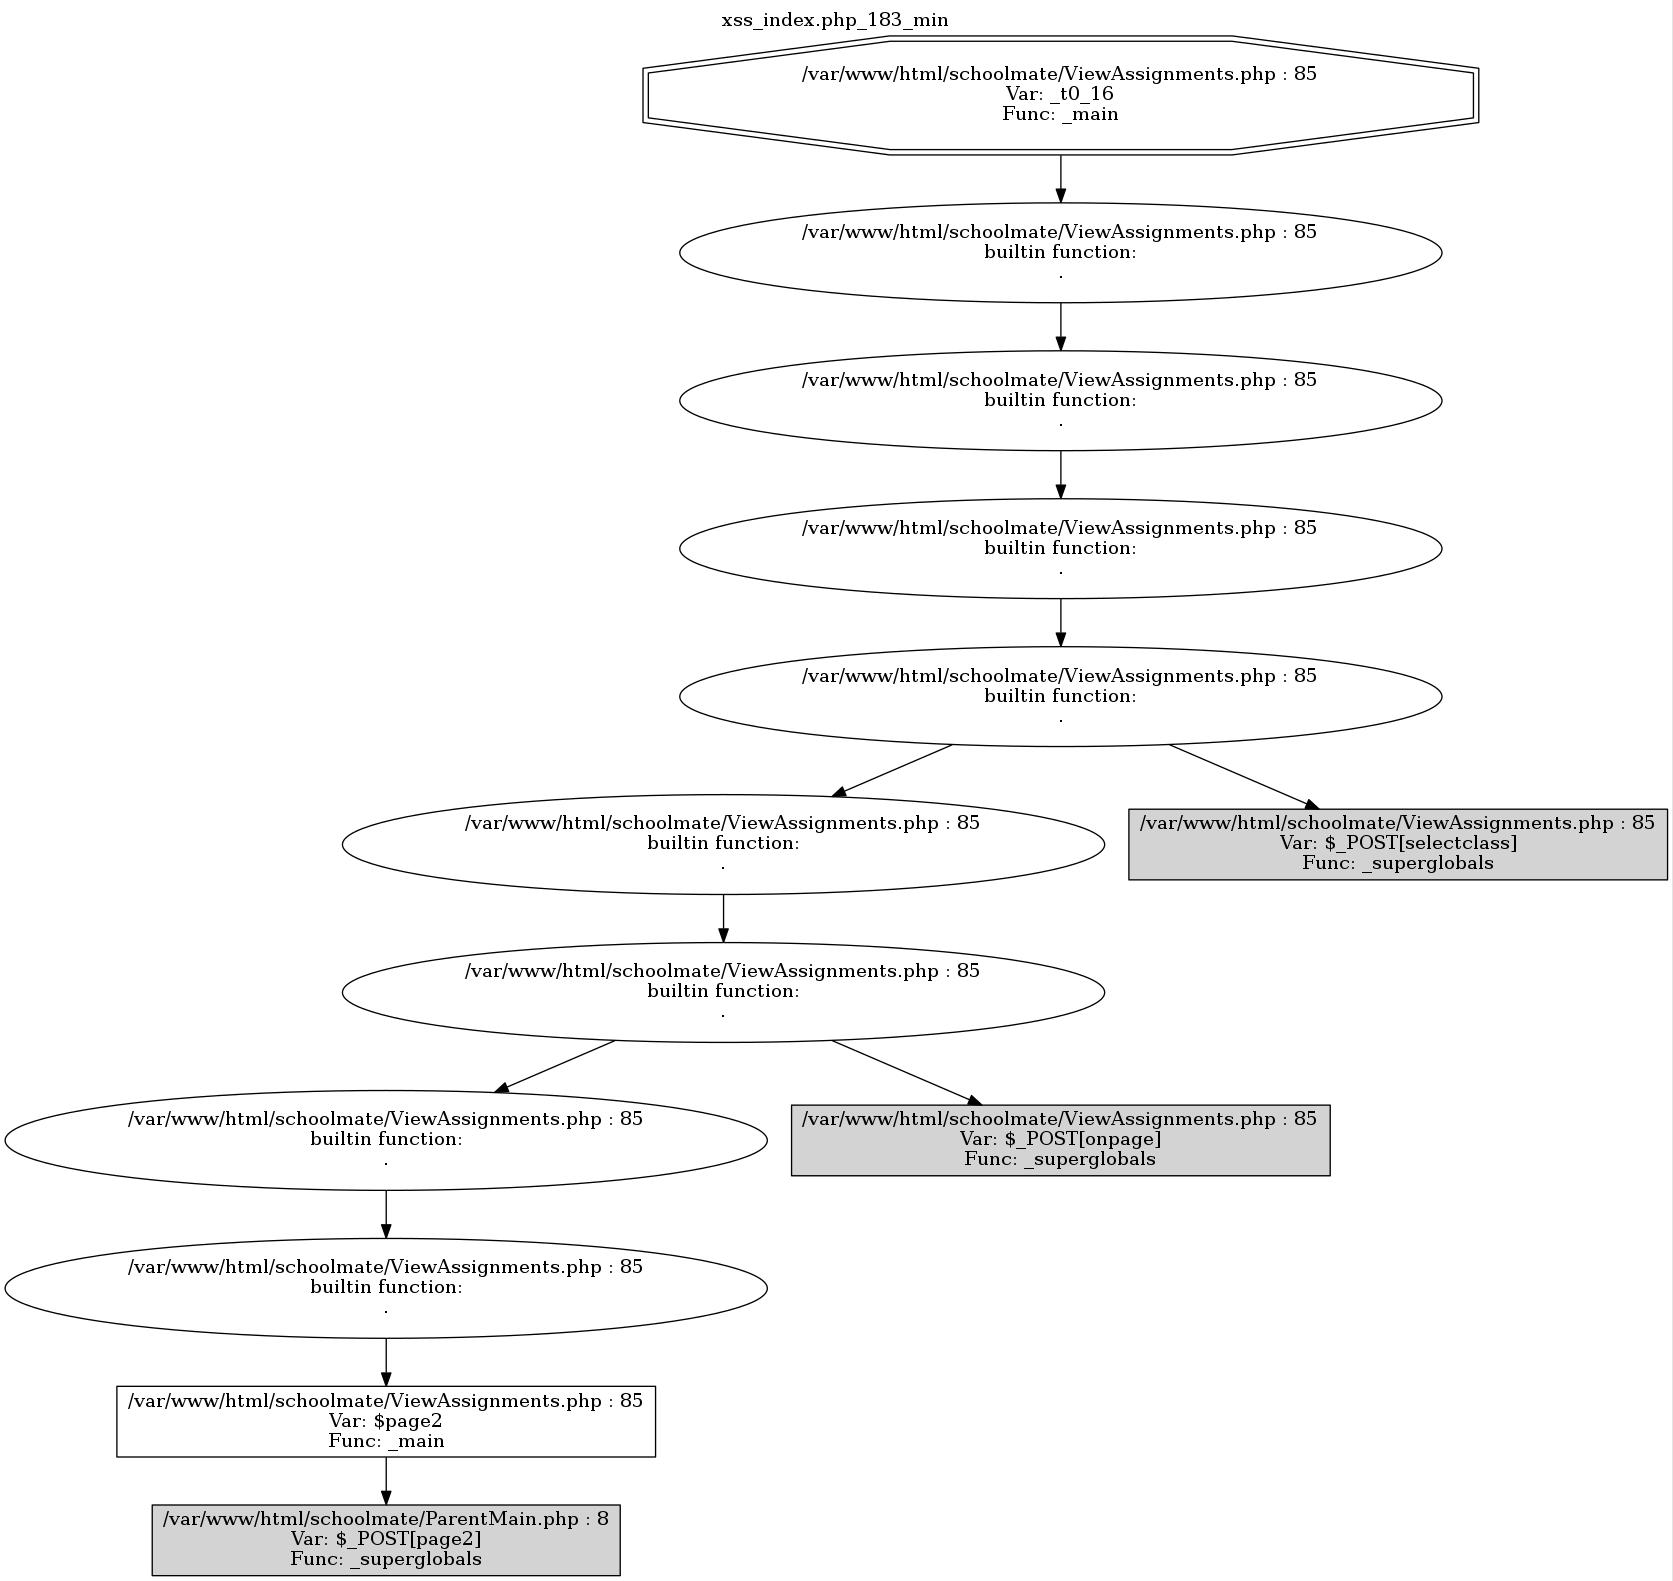 xss_index.php_183_min
/var/www/html/schoolmate/ViewAssignments.php : 85
Var: _t0_16
Func: _main
/var/www/html/schoolmate/ViewAssignments.php : 85
builtin function:
.
/var/www/html/schoolmate/ViewAssignments.php : 85
builtin function:
.
/var/www/html/schoolmate/ViewAssignments.php : 85
builtin function:
.
/var/www/html/schoolmate/ViewAssignments.php : 85
builtin function:
.
/var/www/html/schoolmate/ViewAssignments.php : 85
builtin function:
.
/var/www/html/schoolmate/ViewAssignments.php : 85
Var: $_POST[selectclass]
Func: _superglobals
/var/www/html/schoolmate/ViewAssignments.php : 85
builtin function:
.
/var/www/html/schoolmate/ViewAssignments.php : 85
builtin function:
.
/var/www/html/schoolmate/ViewAssignments.php : 85
Var: $_POST[onpage]
Func: _superglobals
/var/www/html/schoolmate/ViewAssignments.php : 85
builtin function:
.
/var/www/html/schoolmate/ViewAssignments.php : 85
Var: $page2
Func: _main
/var/www/html/schoolmate/ParentMain.php : 8
Var: $_POST[page2]
Func: _superglobals